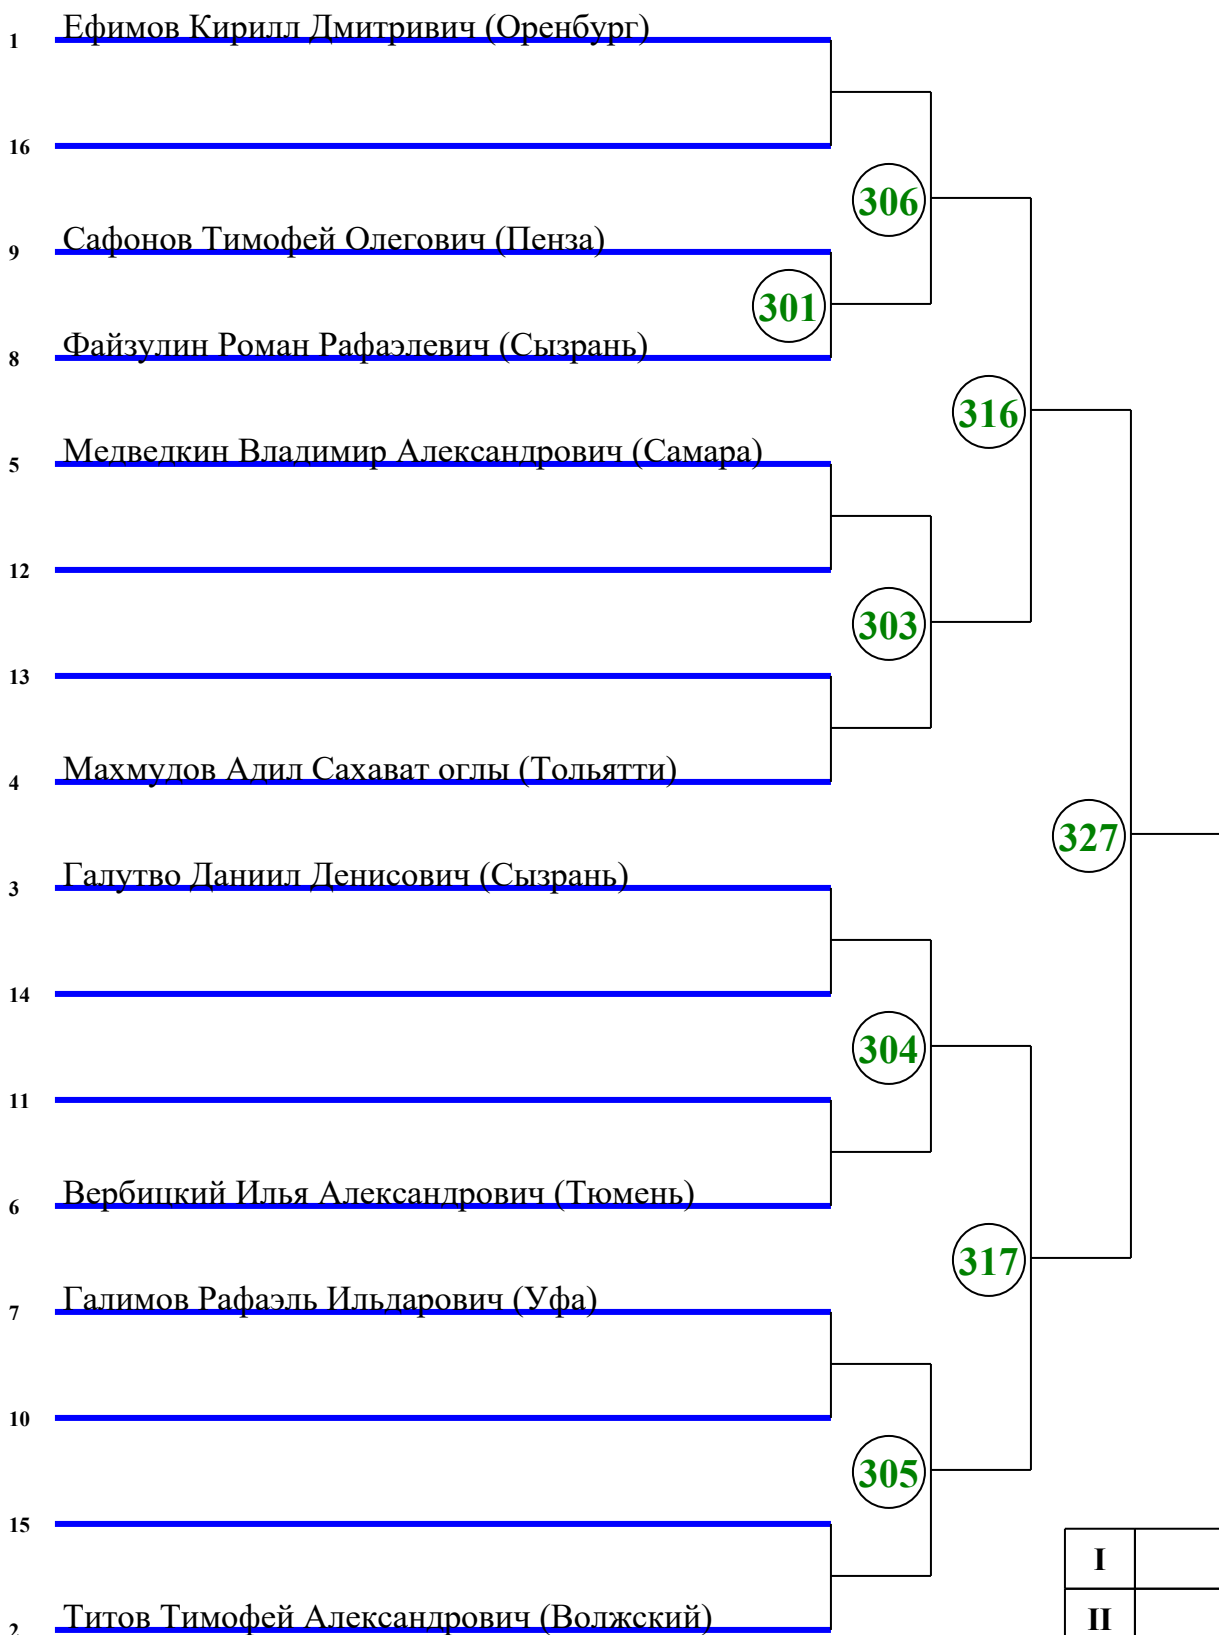 1 Ефимов Кирилл Дмитривич (Оренбург)
16
306
9 Сафонов Тимофей Олегович (Пенза)
301
8 Файзулин Роман Рафаэлевич (Сызрань)
316
5 Медведкин Владимир Александрович (Самара)
12
303
13
4 Махмудов Адил Сахават оглы (Тольятти)
327
3 Галутво Даниил Денисович (Сызрань)
14
304
11
6 Вербицкий Илья Александрович (Тюмень)
317
7 Галимов Рафаэль Ильдарович (Уфа)
10
305
15
I
2 Титов Тимофей Александрович (Волжский)
II